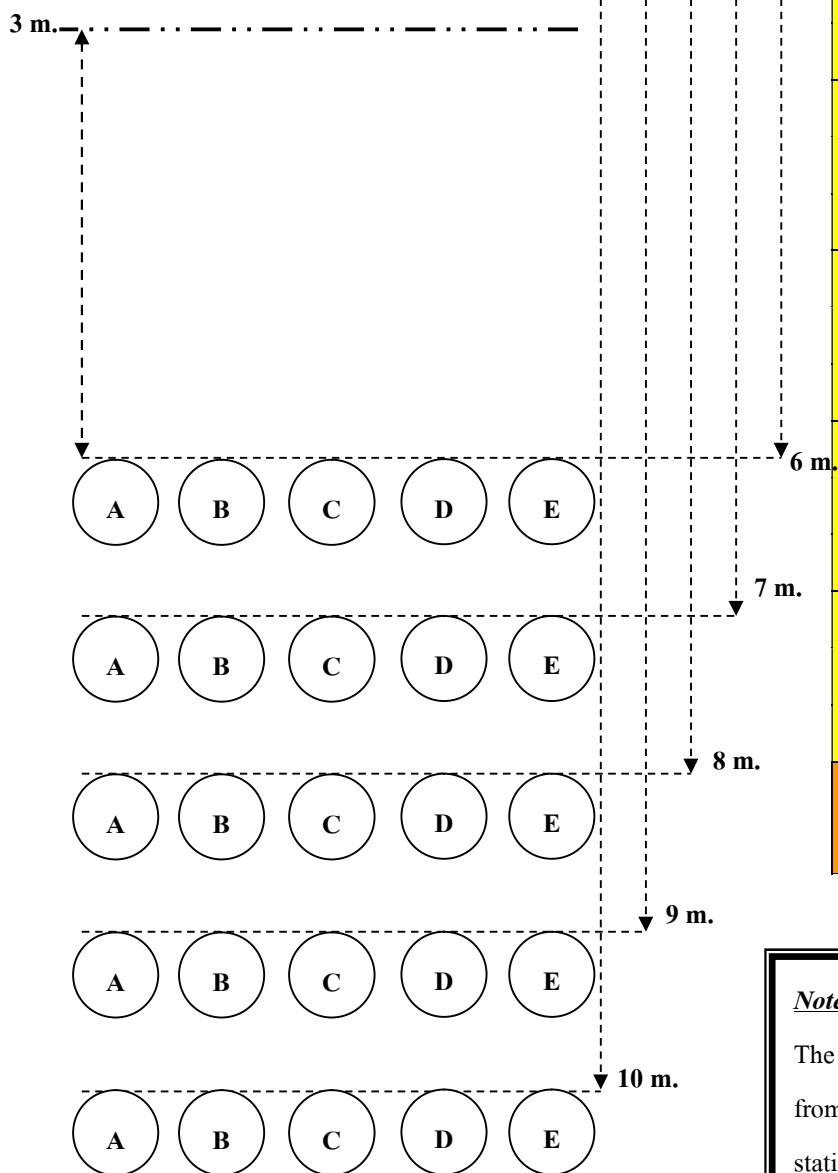 3 m.
A B C D E
6 m.
7 m.
A B C D E
8 m.
A B C D E
9 m.
A B C D E
10 m.
A B C D E
Note
The
from
stati